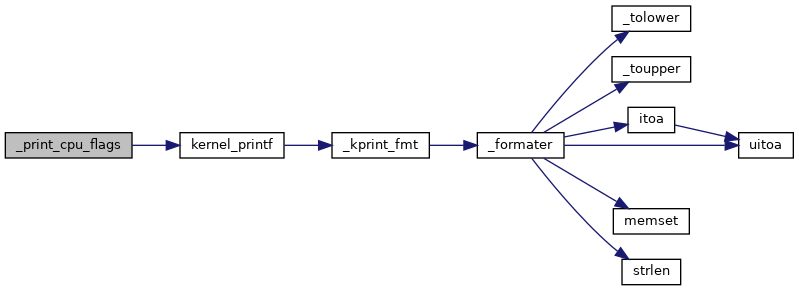 _print_cpu_flags
kernel_printf
_kprint_fmt
_formater
_tolower
_toupper
itoa
uitoa
memset
strlen